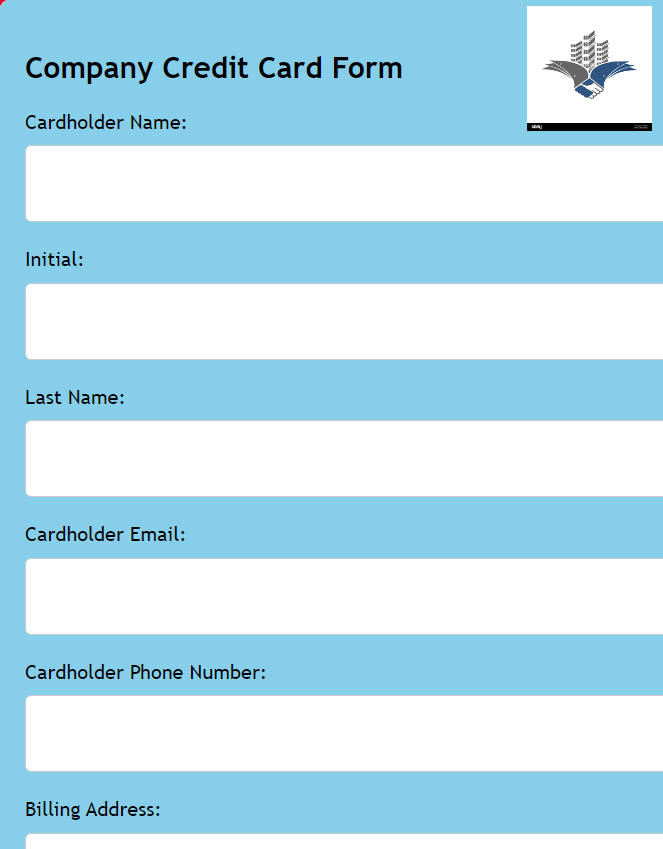 Company Credit Card Form
Cardholder Name:
Initial:
Last Name:
Cardholder Email:
Cardholder Phone Number:
Billing Address: